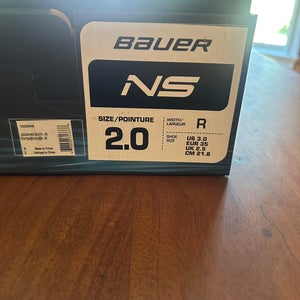 BAUER
NS
SIZE/POINTURE
2.0
WIDTH/
LARGEUR
R
SHOE
SIZE
US 3.0
EUR 35
UK 2.5
CM 21.8